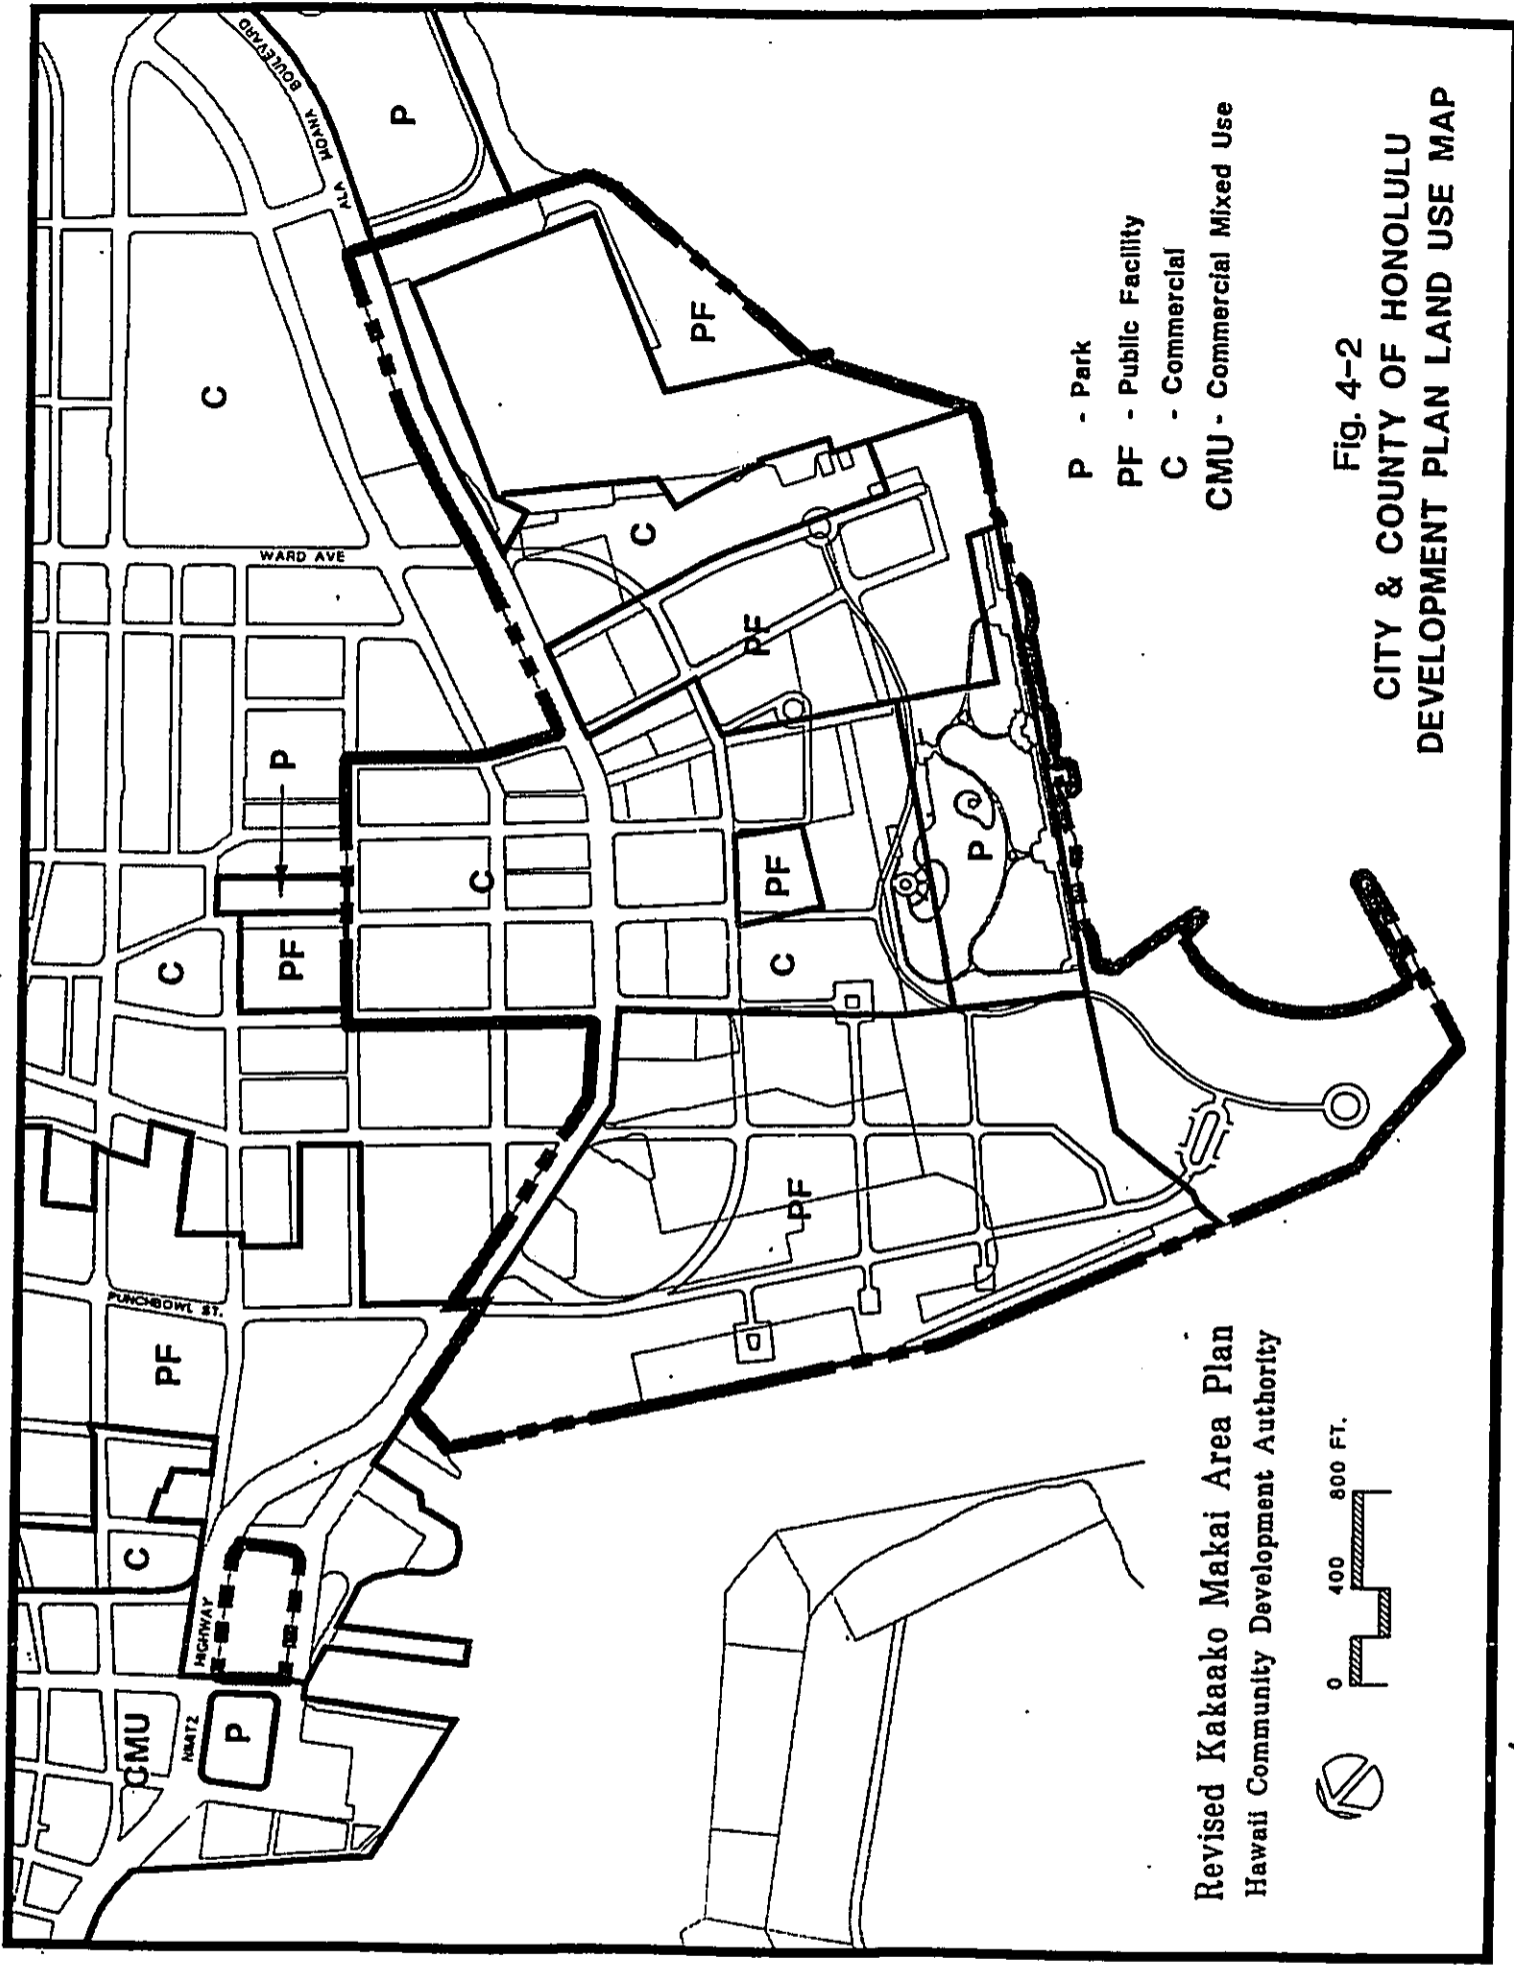 ALA MOANA BOULEVARD
P
C
WARD AVE
PF
C
P
PF
P
C
PF
C
PF
C
P
PUNCHBOWL ST.
PF
PF
C
HIGHWAY
NIMITZ
CMU
P
P - Park
PF - Public Facility
C - Commercial
CMU - Commercial Mixed Use
Revised Kakaako Makai Area Plan
Hawaii Community Development Authority
0 400 800 FT.
Fig. 4-2
CITY & COUNTY OF HONOLULU
DEVELOPMENT PLAN LAND USE MAP